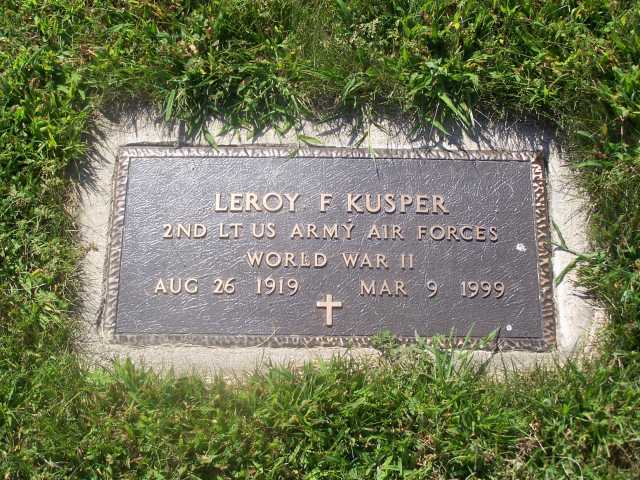 LEROY F KUSPER
2ND LT US ARMY AIR FORCES
WORLD WAR II
AUG 26 1919 MAR 9 1999